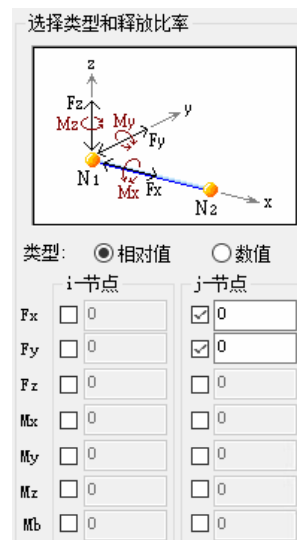 选择类型和释放比率
z
Fz
y
Mz
My
Fy
N1
Mx
Fx
N2
x
类型: 相对值 数值
i-节点 j-节点
Fx 0 0
Fy 0 0
Fz 0 0
Mx 0 0
My 0 0
Mz 0 0
Mb 0 0